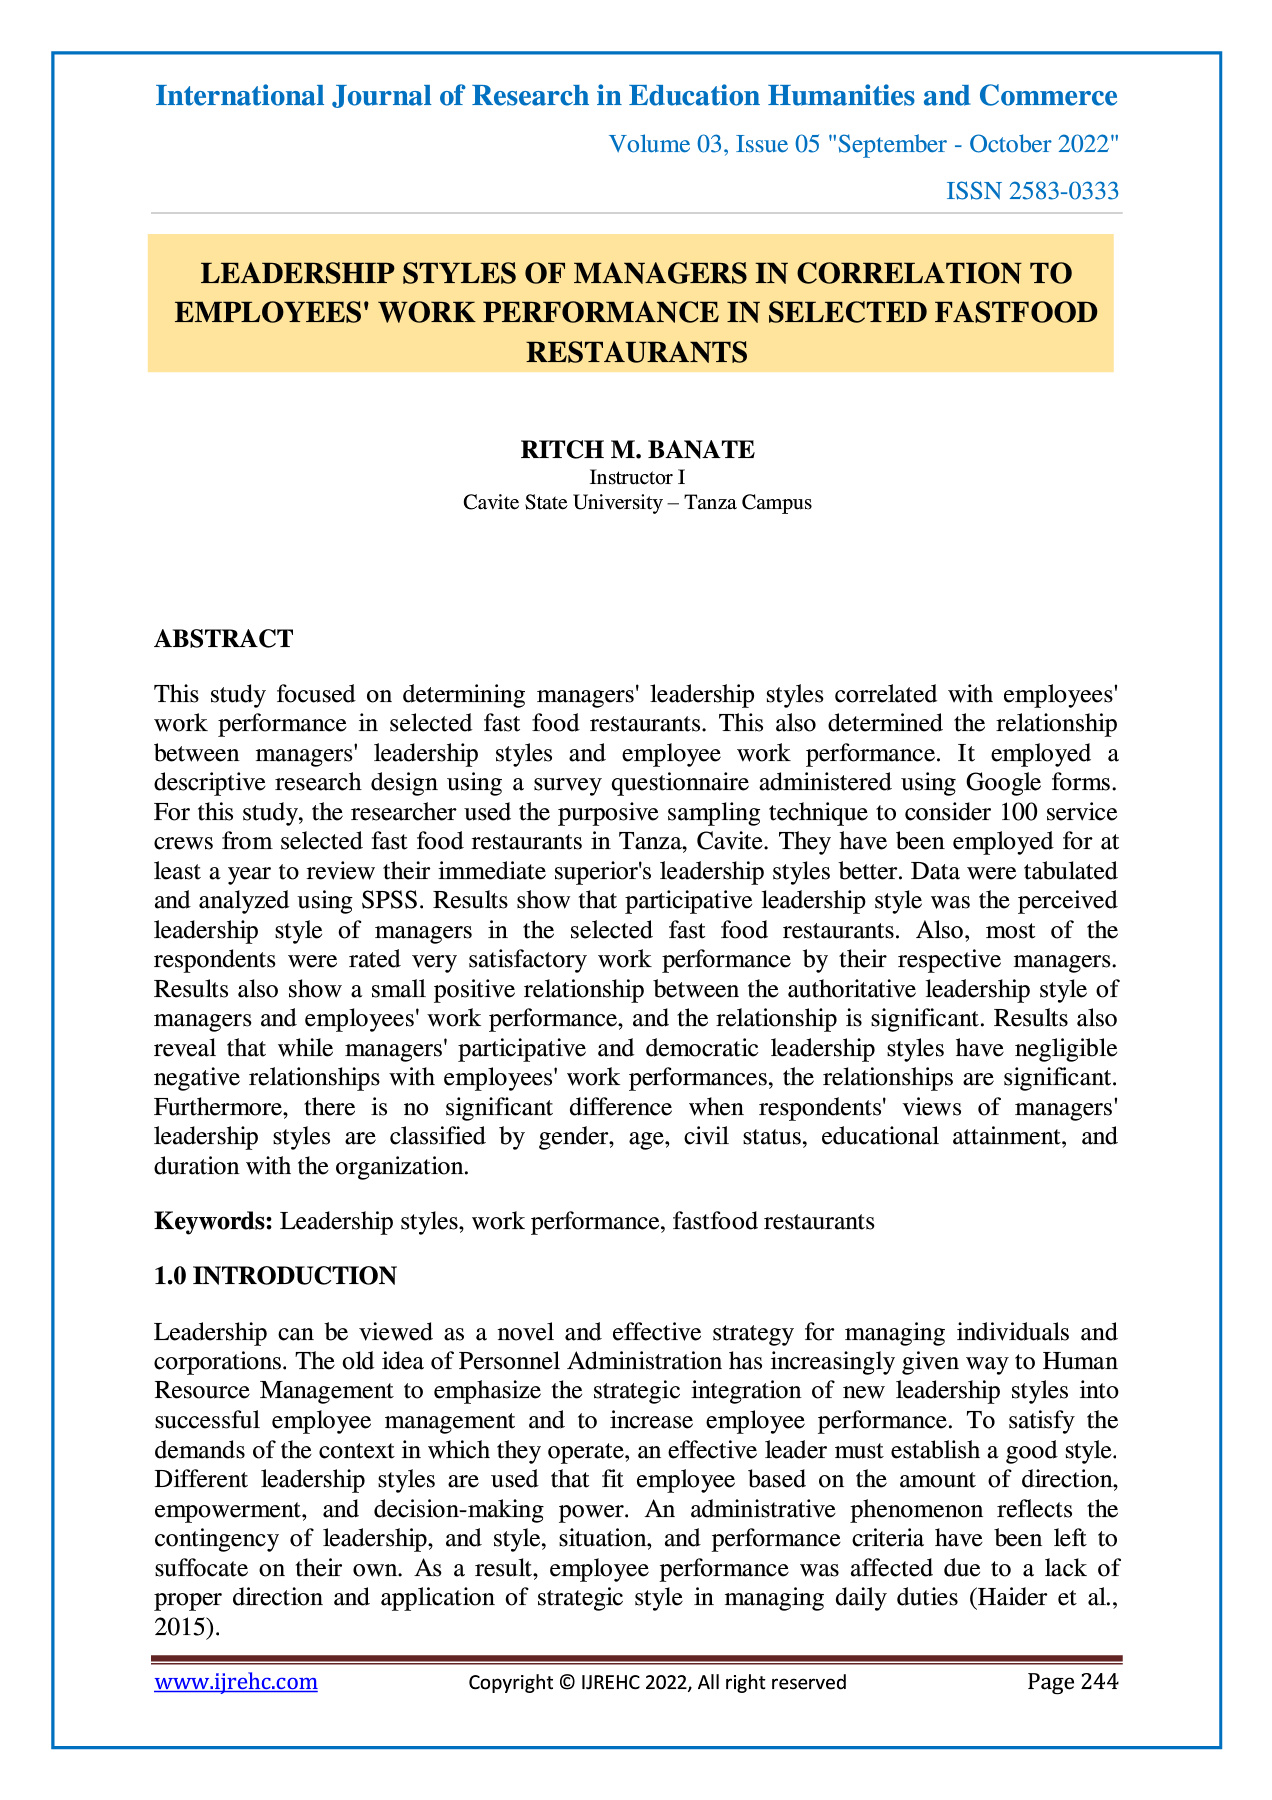 International Journal of Research in Education Humanities and Commerce
Volume 03, Issue 05 "September - October 2022"
ISSN 2583-0333
LEADERSHIP STYLES OF MANAGERS IN CORRELATION TO
EMPLOYEES' WORK PERFORMANCE IN SELECTED FASTFOOD
RESTAURANTS
RITCH M. BANATE
Instructor I
Cavite State University – Tanza Campus
ABSTRACT
This study focused on determining managers' leadership styles correlated with employees'
work performance in selected fast food restaurants. This also determined the relationship
between managers' leadership styles and employee work performance. It employed a
descriptive research design using a survey questionnaire administered using Google forms.
For this study, the researcher used the purposive sampling technique to consider 100 service
crews from selected fast food restaurants in Tanza, Cavite. They have been employed for at
least a year to review their immediate superior's leadership styles better. Data were tabulated
and analyzed using SPSS. Results show that participative leadership style was the perceived
leadership style of managers in the selected fast food restaurants. Also, most of the
respondents were rated very satisfactory work performance by their respective managers.
Results also show a small positive relationship between the authoritative leadership style of
managers and employees' work performance, and the relationship is significant. Results also
reveal that while managers' participative and democratic leadership styles have negligible
negative relationships with employees' work performances, the relationships are significant.
Furthermore, there is no significant difference when respondents' views of managers'
leadership styles are classified by gender, age, civil status, educational attainment, and
duration with the organization.
Keywords: Leadership styles, work performance, fastfood restaurants
1.0 INTRODUCTION
Leadership can be viewed as a novel and effective strategy for managing individuals and
corporations. The old idea of Personnel Administration has increasingly given way to Human
Resource Management to emphasize the strategic integration of new leadership styles into
successful employee management and to increase employee performance. To satisfy the
demands of the context in which they operate, an effective leader must establish a good style.
Different leadership styles are used that fit employee based on the amount of direction,
empowerment, and decision-making power. An administrative phenomenon reflects the
contingency of leadership, and style, situation, and performance criteria have been left to
suffocate on their own. As a result, employee performance was affected due to a lack of
proper direction and application of strategic style in managing daily duties (Haider et al.,
2015).
www.ijrehc.com Copyright © IJREHC 2022, All right reserved Page 244